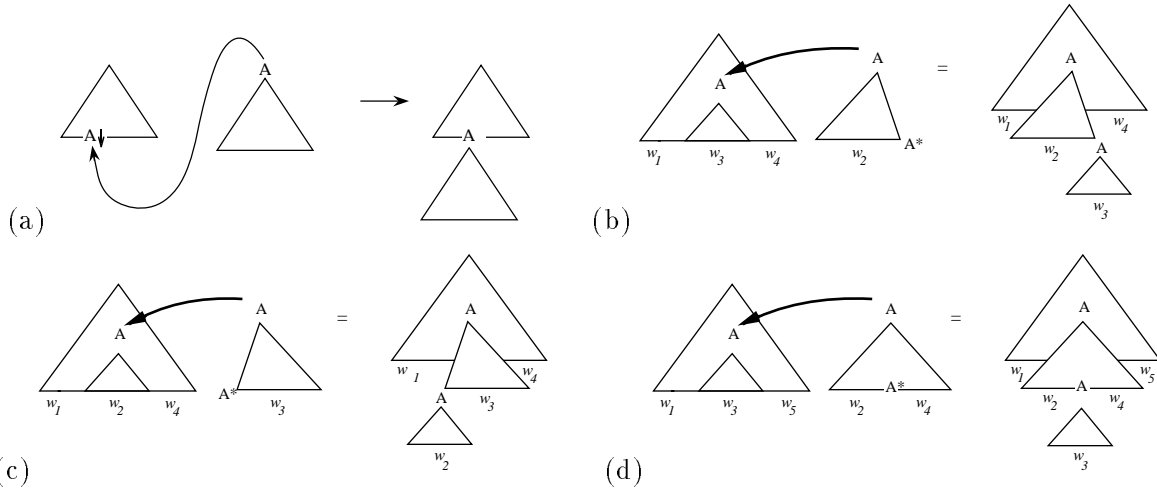 A
A A
A
(a)
A A = A
A
w1 w3 w4 w2 A* w1 w2 w4
A
w3
(b)
A A = A
A
w1 w2 w4 A* w3 w1 w4
A w3
w2
(c)
A A = A
A
w1 w3 w5 w2 A* w4 w1 w5
w2 A w4
w3
(d)